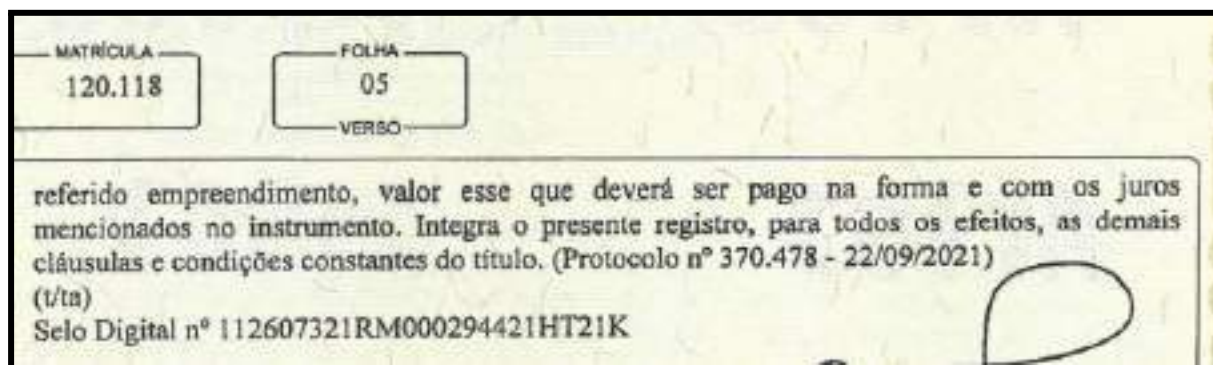 MATRÍCULA
120.118
FOLHA
05
VERSO
referido empreendimento, valor esse que deverá ser pago na forma e com os juros
mencionados no instrumento. Integra o presente registro, para todos os efeitos, as demais
cláusulas e condições constantes do título. (Protocolo nº 370.478 - 22/09/2021)
(t/ta)
Selo Digital nº 112607321RM000294421HT21K